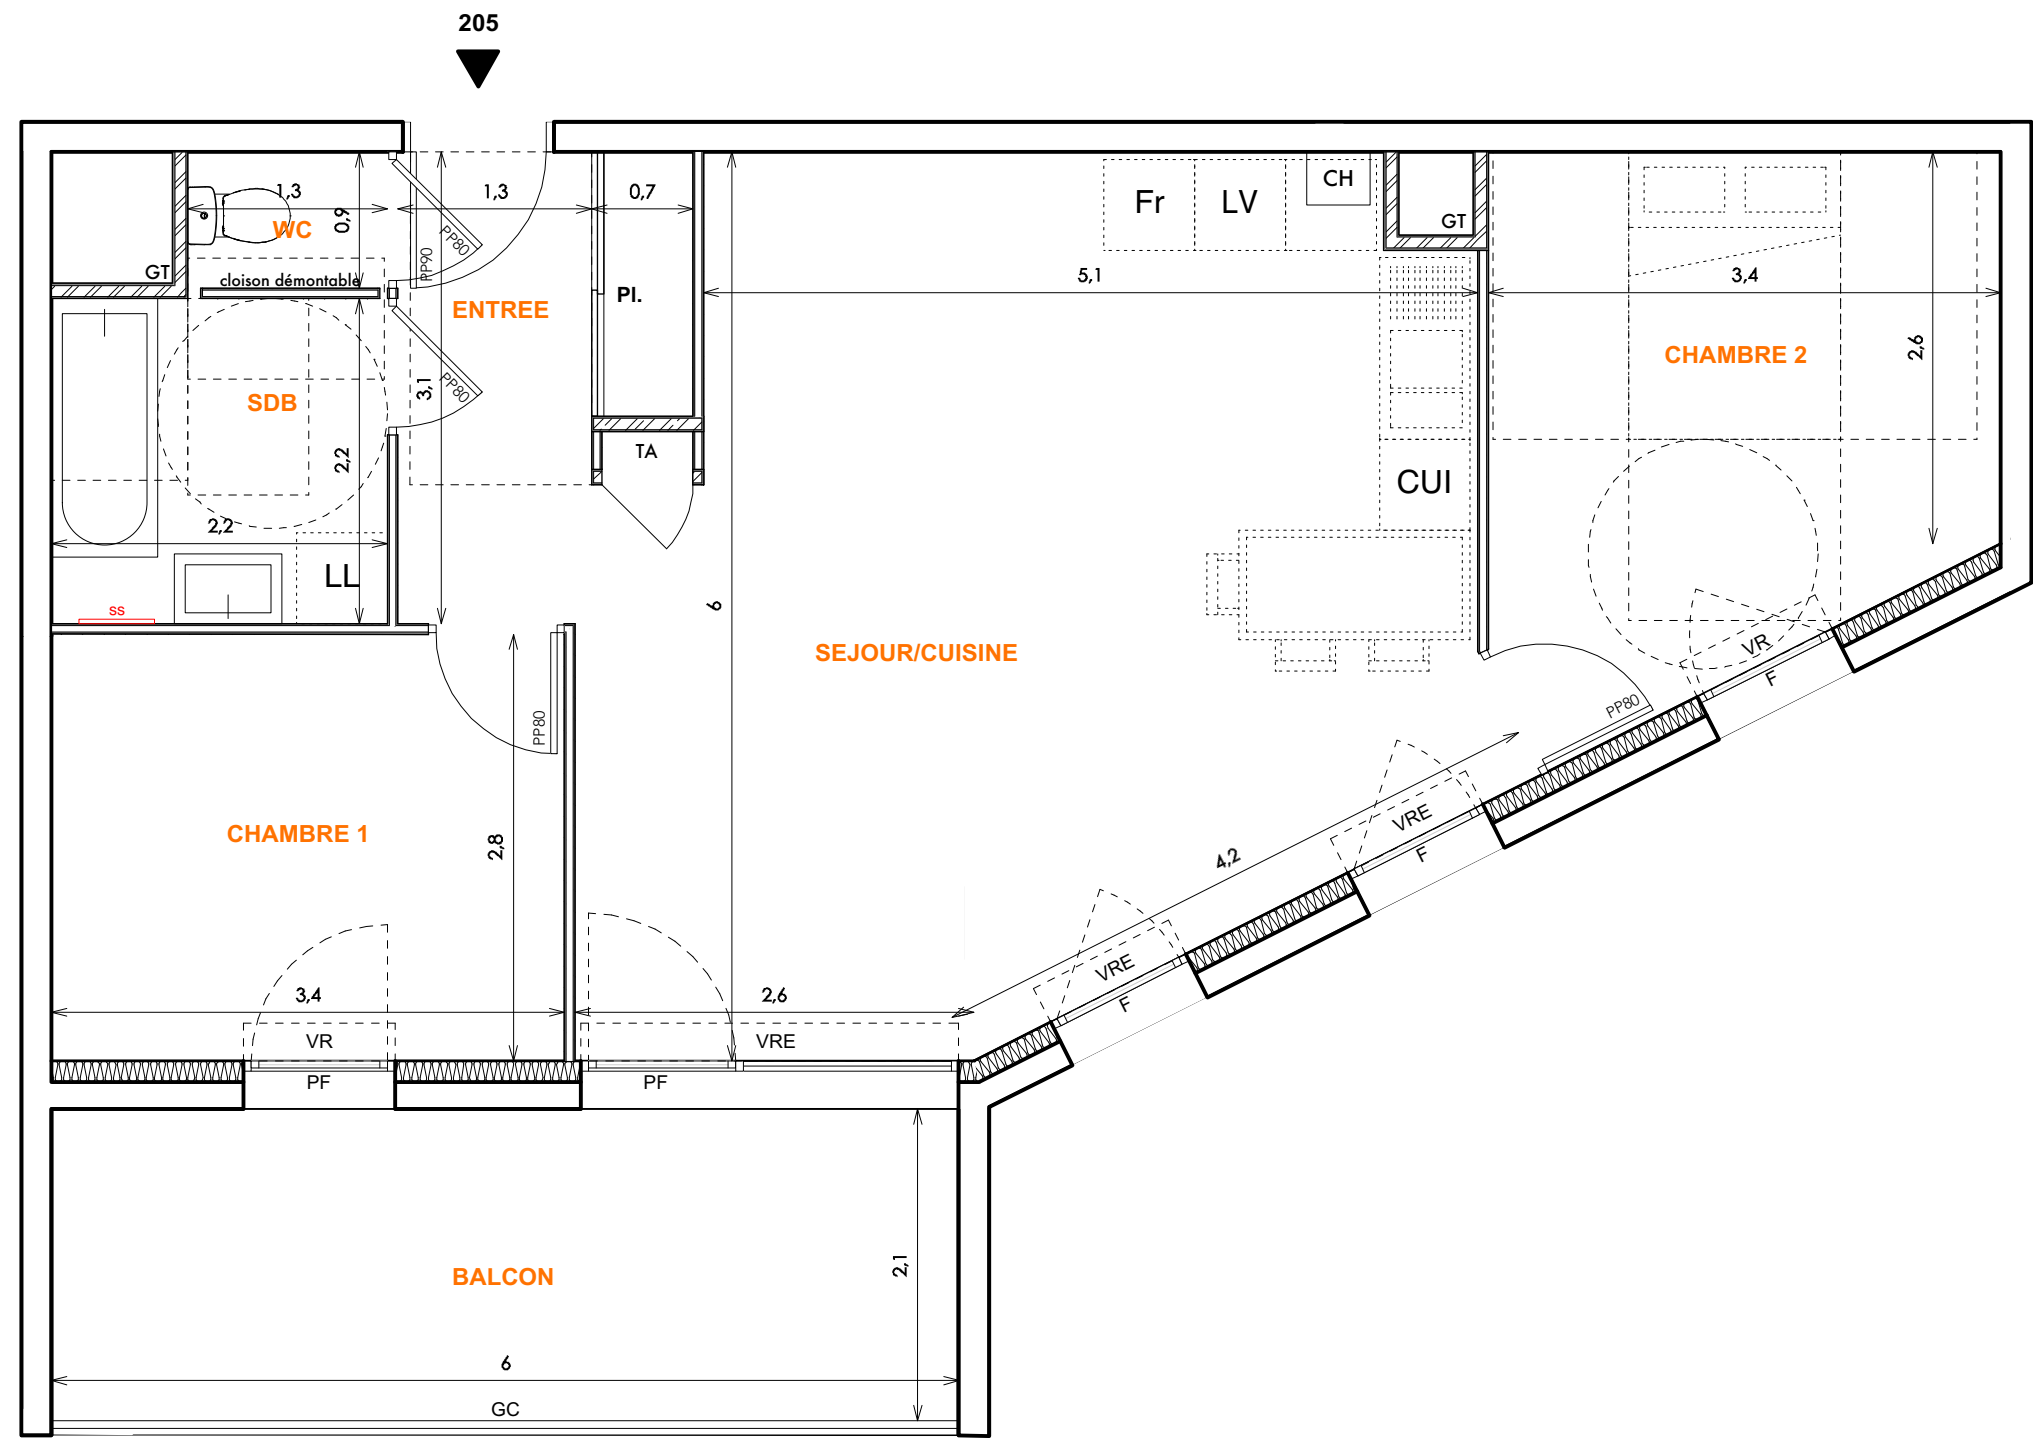 205
1,3
0,9
WC
GT
cloison démontable
PP80
PP90
1,3
0,7
Pl.
ENTREE
3,1
PP80
SDB
2,2
2,2
LL
ss
TA
Fr
LV
CH
GT
5,1
3,4
CHAMBRE 2
2,6
CUI
6
SEJOUR/CUISINE
VR
F
PP80
PP80
CHAMBRE 1
2,8
VRE
F
4,2
VRE
F
3,4
2,6
VR
VRE
PF
PF
BALCON
2,1
6
GC